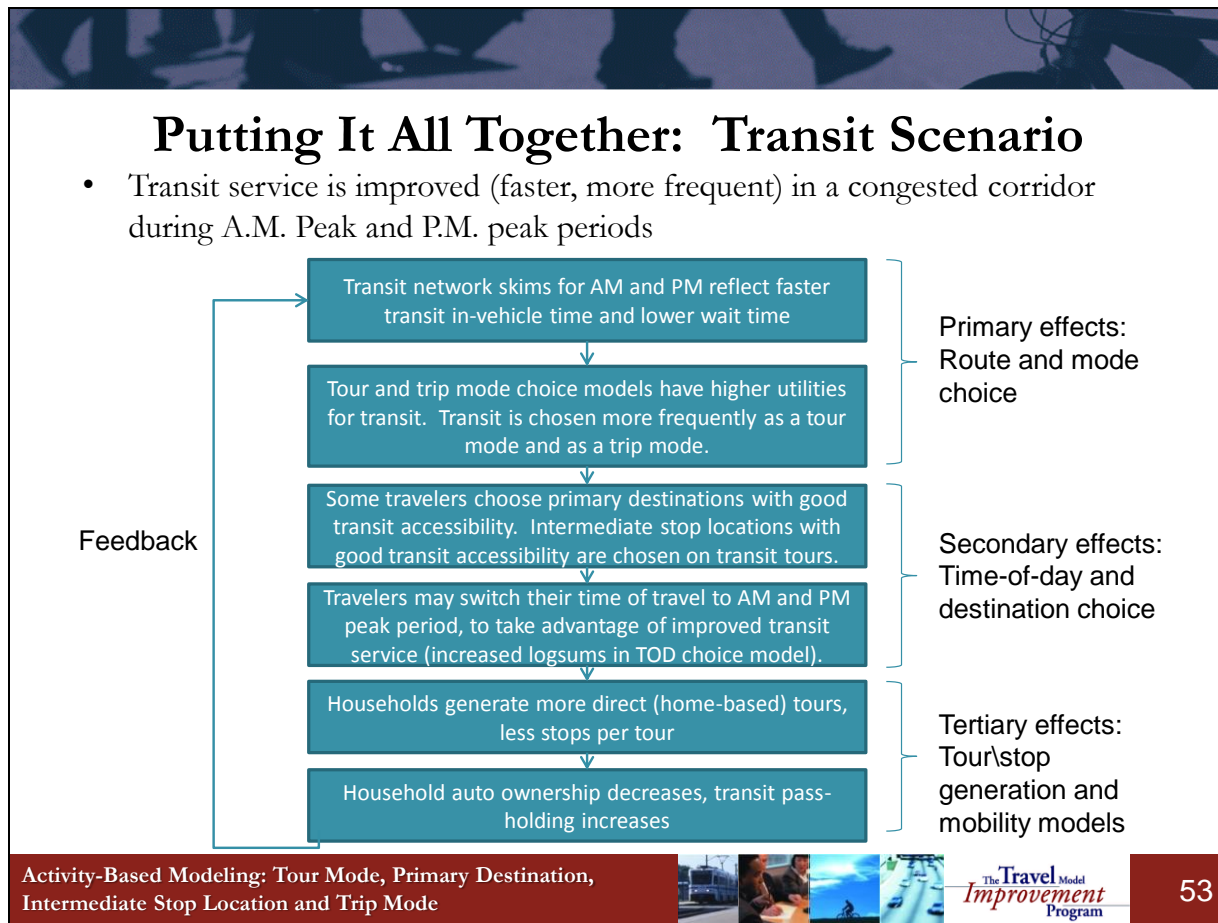 Putting It All Together:  Transit Scenario
• Transit service is improved (faster, more frequent) in a congested corridor
during A.M. Peak and P.M. peak periods
Transit network skims for AM and PM reflect faster
transit in-vehicle time and lower wait time
Primary effects:
Route and mode
choice
Tour and trip mode choice models have higher utilities
for transit.  Transit is chosen more frequently as a tour
mode and as a trip mode.
Feedback
Some travelers choose primary destinations with good
transit accessibility.  Intermediate stop locations with
good transit accessibility are chosen on transit tours.
Secondary effects:
Time-of-day and
destination choice
Travelers may switch their time of travel to AM and PM
peak period, to take advantage of improved transit
service (increased logsums in TOD choice model).
Households generate more direct (home-based) tours,
less stops per tour
Tertiary effects:
Tour\stop
generation and
mobility models
Household auto ownership decreases, transit pass-
holding increases
Activity-Based Modeling: Tour Mode, Primary Destination,
Intermediate Stop Location and Trip Mode
The Travel Model
Improvement
Program
53